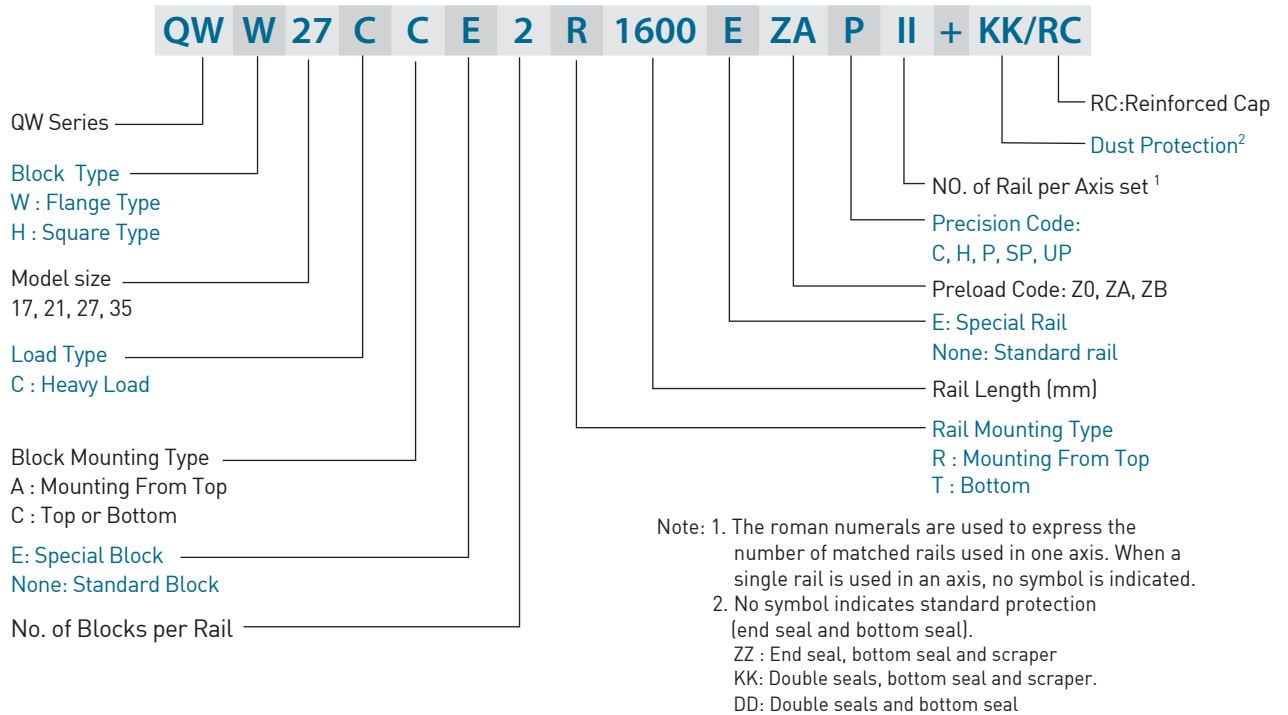 QW W 27 C C E 2 R 1600 E ZA P II + KK/RC
QW Series
Block Type
W : Flange Type
H : Square Type
Model size
17, 21, 27, 35
Load Type
C : Heavy Load
Block Mounting Type
A : Mounting From Top
C : Top or Bottom
E: Special Block
None: Standard Block
No. of Blocks per Rail
RC:Reinforced Cap
Dust Protection²
NO. of Rail per Axis set ¹
Precision Code:
C, H, P, SP, UP
Preload Code: Z0, ZA, ZB
E: Special Rail
None: Standard rail
Rail Length (mm)
Rail Mounting Type
R : Mounting From Top
T : Bottom
Note: 1. The roman numerals are used to express the
number of matched rails used in one axis. When a
single rail is used in an axis, no symbol is indicated.
2. No symbol indicates standard protection
(end seal and bottom seal).
ZZ : End seal, bottom seal and scraper
KK: Double seals, bottom seal and scraper.
DD: Double seals and bottom seal